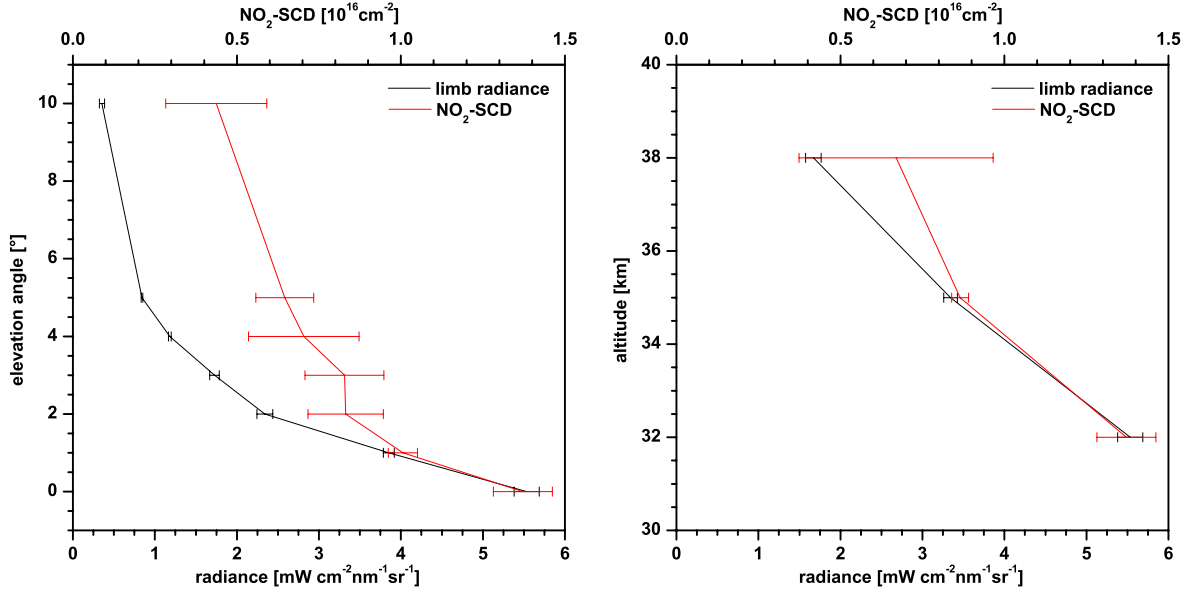 NO2-SCD [10^16cm^-2]
0.0 0.5 1.0 1.5
limb radiance
NO2-SCD
10
8
6
4
2
0
elevation angle [°]
0 1 2 3 4 5 6
radiance [mW cm^-2nm^-1sr^-1]
NO2-SCD [10^16cm^-2]
0.0 0.5 1.0 1.5
limb radiance
NO2-SCD
40
38
36
34
32
30
altitude [km]
0 1 2 3 4 5 6
radiance [mW cm^-2nm^-1sr^-1]